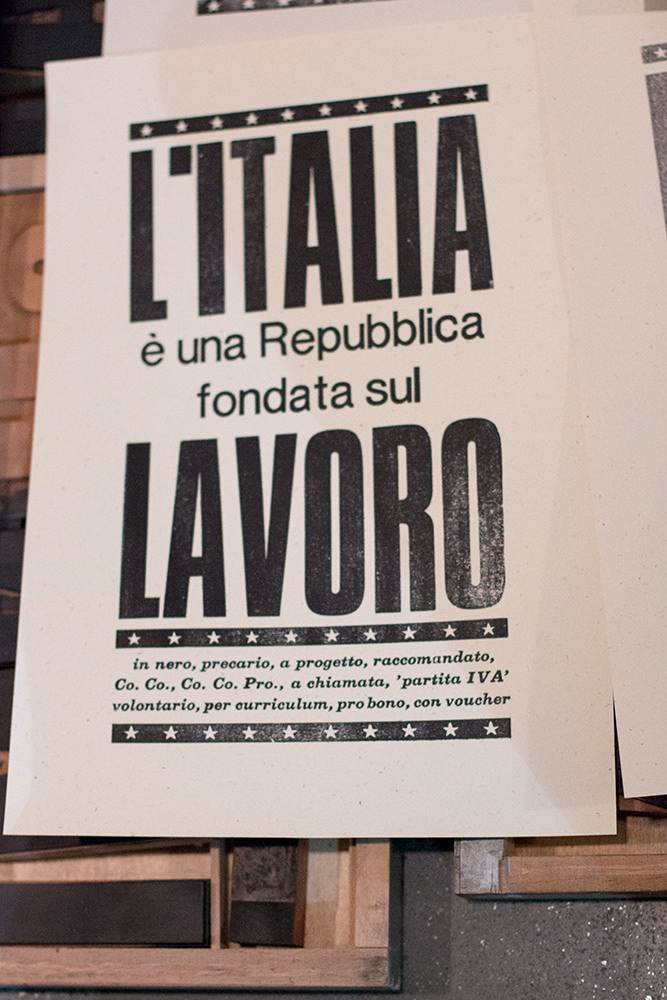 L'ITALIA
è una Repubblica
fondata sul
LAVORO
in nero, precario, a progetto, raccomandato,
Co. Co., Co. Co. Pro., a chiamata, 'partita IVA'
volontario, per curriculum, pro bono, con voucher